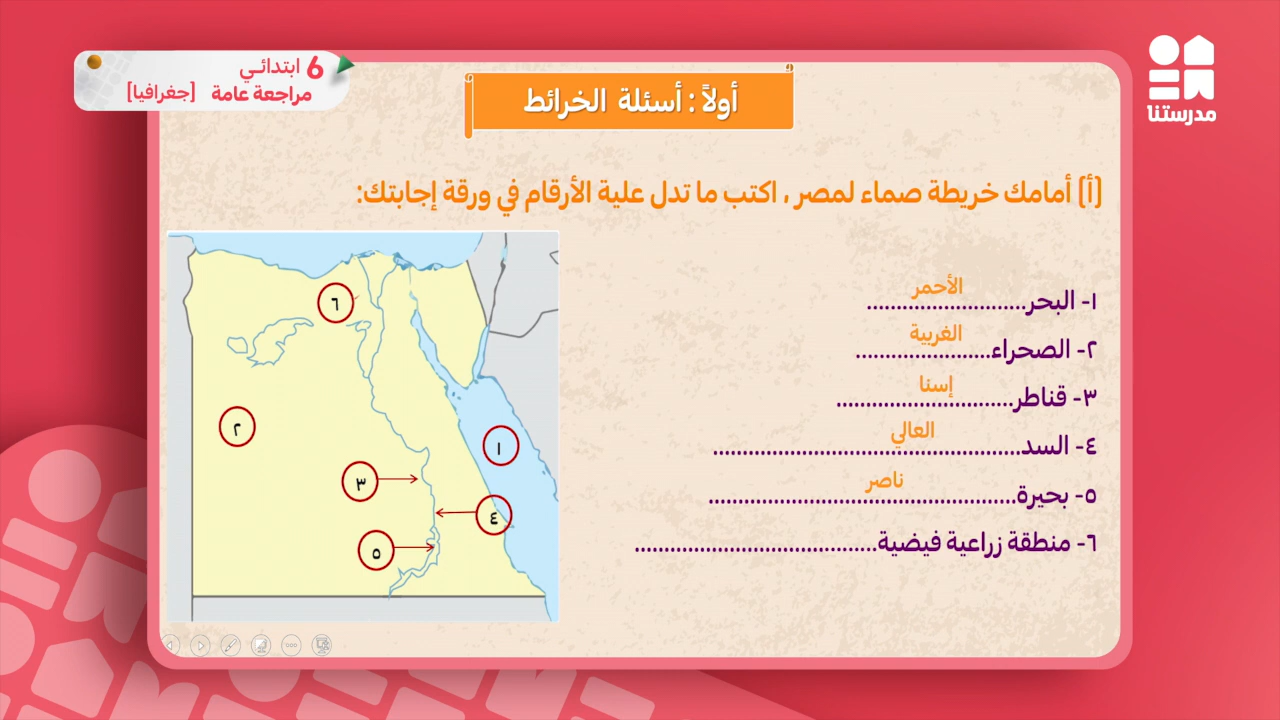 6 ابتدائي
مراجعة عامة [جغرافيا]
مدرستنا
أولاً : أسئلة الخرائط
(أ) أمامك خريطة صماء لمصر ، اكتب ما تدل علية الأرقام في ورقة إجابتك:
١- البحر........................... الأحمر
٢- الصحراء....................... الغربية
٣- قناطر.............................. إسنا
٤- السد.................................................... العالي
٥- بحيرة.................................................... ناصر
٦- منطقة زراعية فيضية.........................................
٦
٢
١
٣
٤
٥